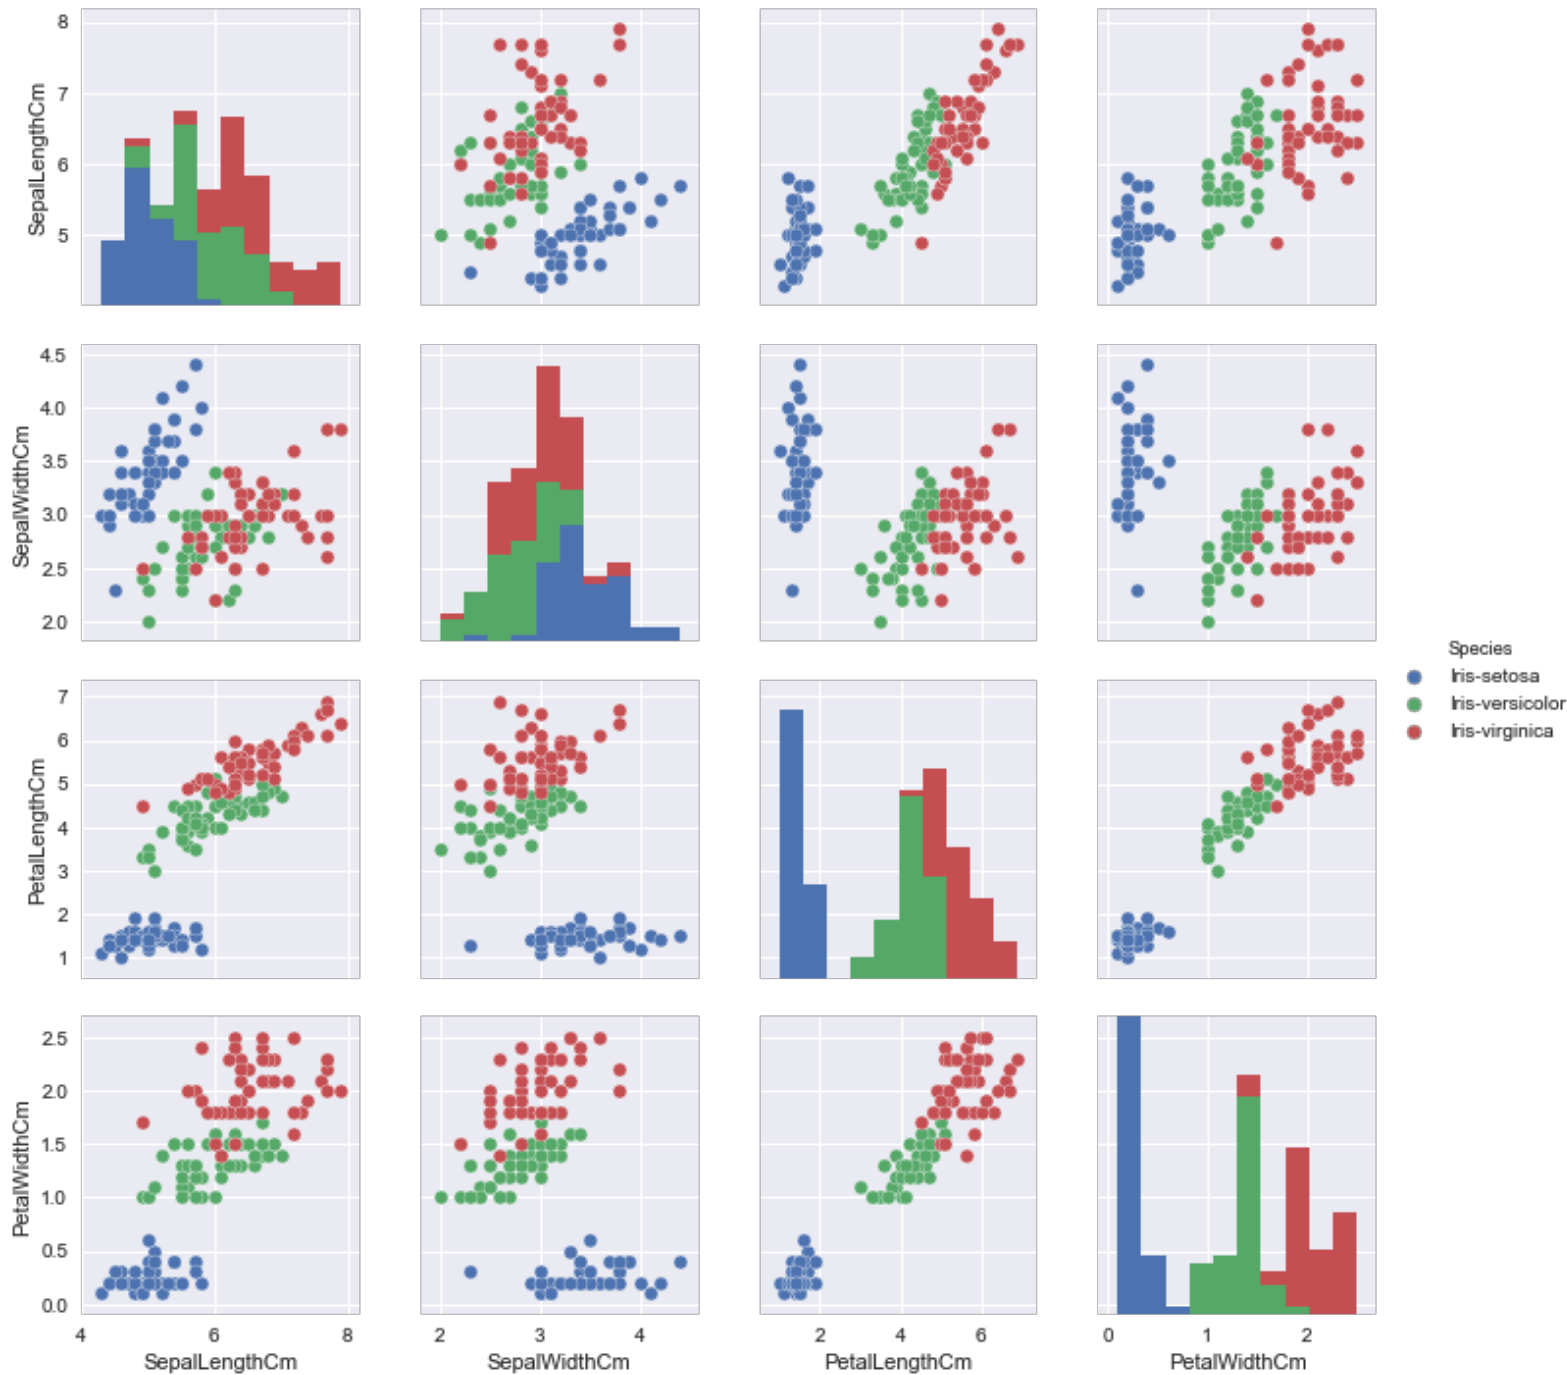 8
7
6
5
SepalLengthCm
4.5
4.0
3.5
3.0
2.5
2.0
SepalWidthCm
Species
Iris-setosa
Iris-versicolor
Iris-virginica
7
6
5
4
3
2
1
PetalLengthCm
2.5
2.0
1.5
1.0
0.5
0.0
PetalWidthCm
4 6 8 2 3 4 2 4 6 0 1 2
SepalLengthCm SepalWidthCm PetalLengthCm PetalWidthCm